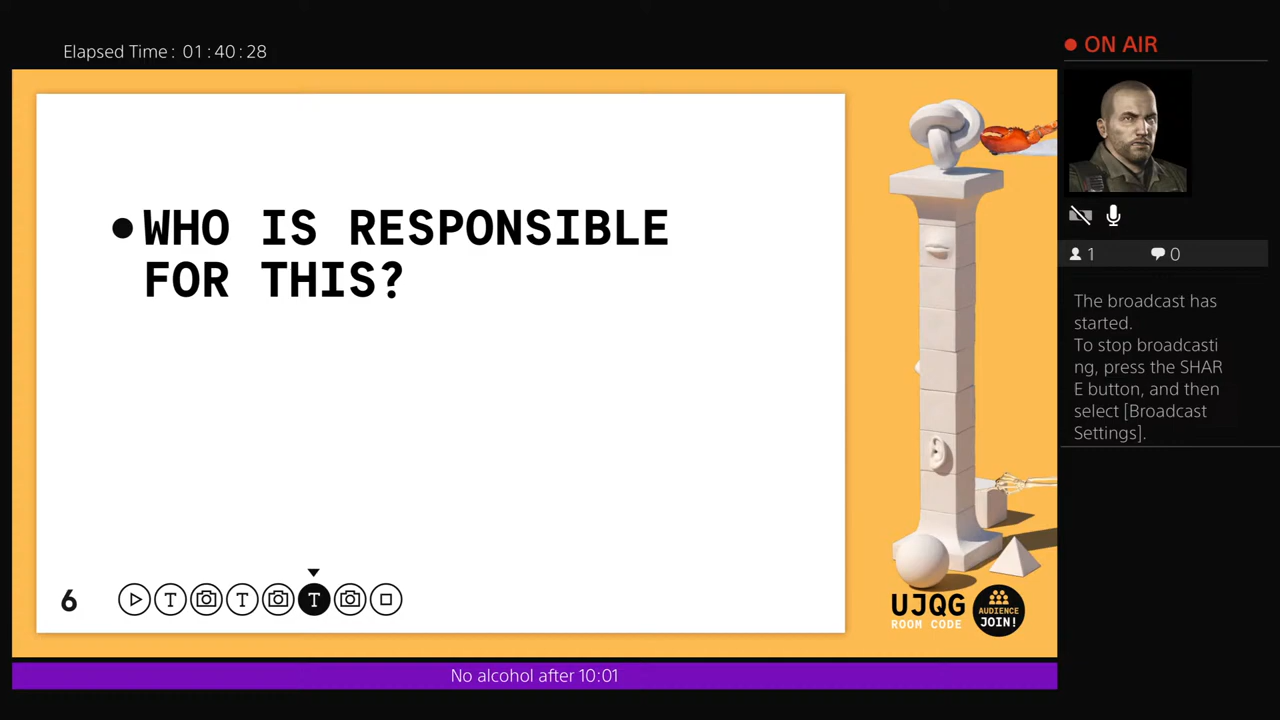 Elapsed Time: 01:40:28
ON AIR
WHO IS RESPONSIBLE
FOR THIS?
1 0
The broadcast has
started.
To stop broadcasti
ng, press the SHAR
E button, and then
select [Broadcast
Settings].
6 T T T
UJQG
ROOM CODE
AUDIENCE
JOIN!
No alcohol after 10:01